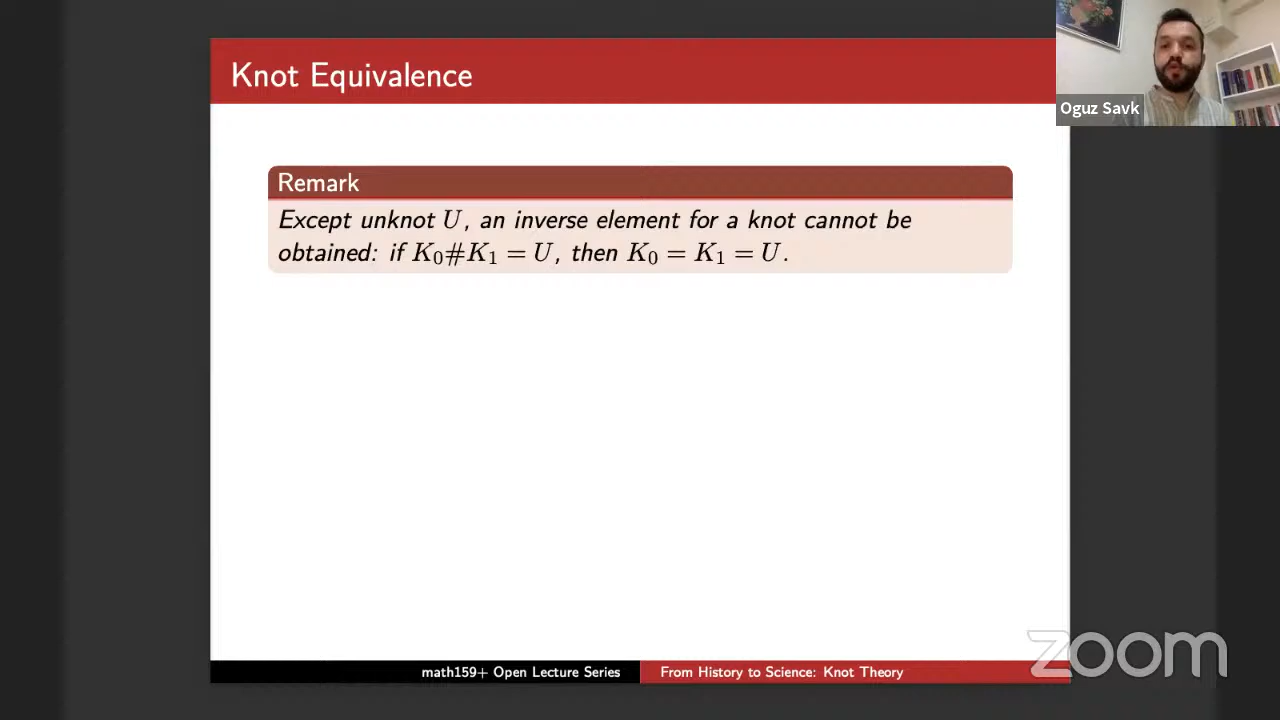 Knot Equivalence
Oguz Savk
Remark
Except unknot U, an inverse element for a knot cannot be
obtained: if K₀#K₁ = U, then K₀ = K₁ = U.
zoom
math159+ Open Lecture Series
From History to Science: Knot Theory